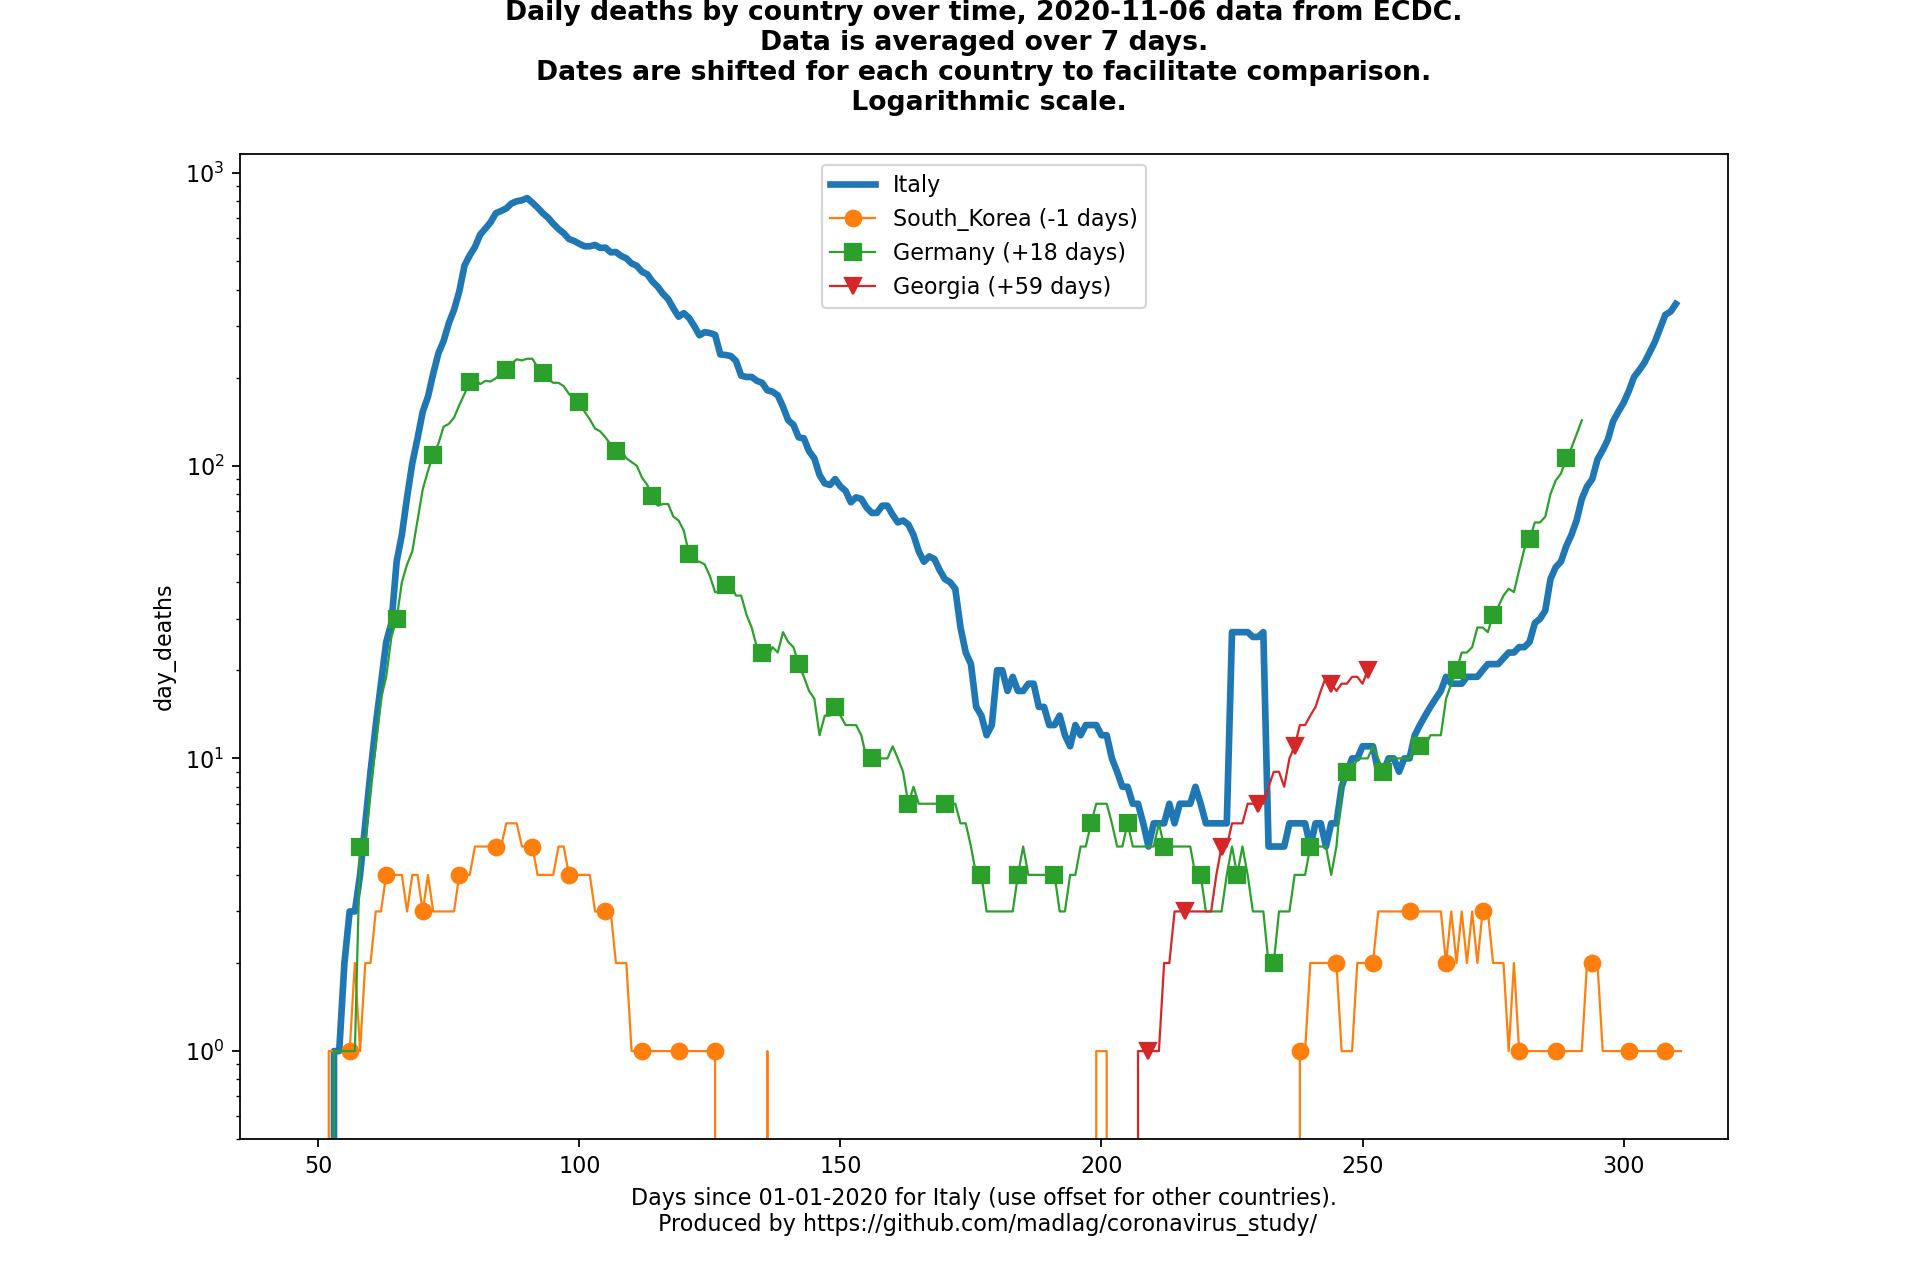 Daily deaths by country over time, 2020-11-06 data from ECDC.
Data is averaged over 7 days.
Dates are shifted for each country to facilitate comparison.
Logarithmic scale.
10³
Italy
South_Korea (-1 days)
Germany (+18 days)
Georgia (+59 days)
10²
day_deaths
10¹
10⁰
50 100 150 200 250 300
Days since 01-01-2020 for Italy (use offset for other countries).
Produced by https://github.com/madlag/coronavirus_study/